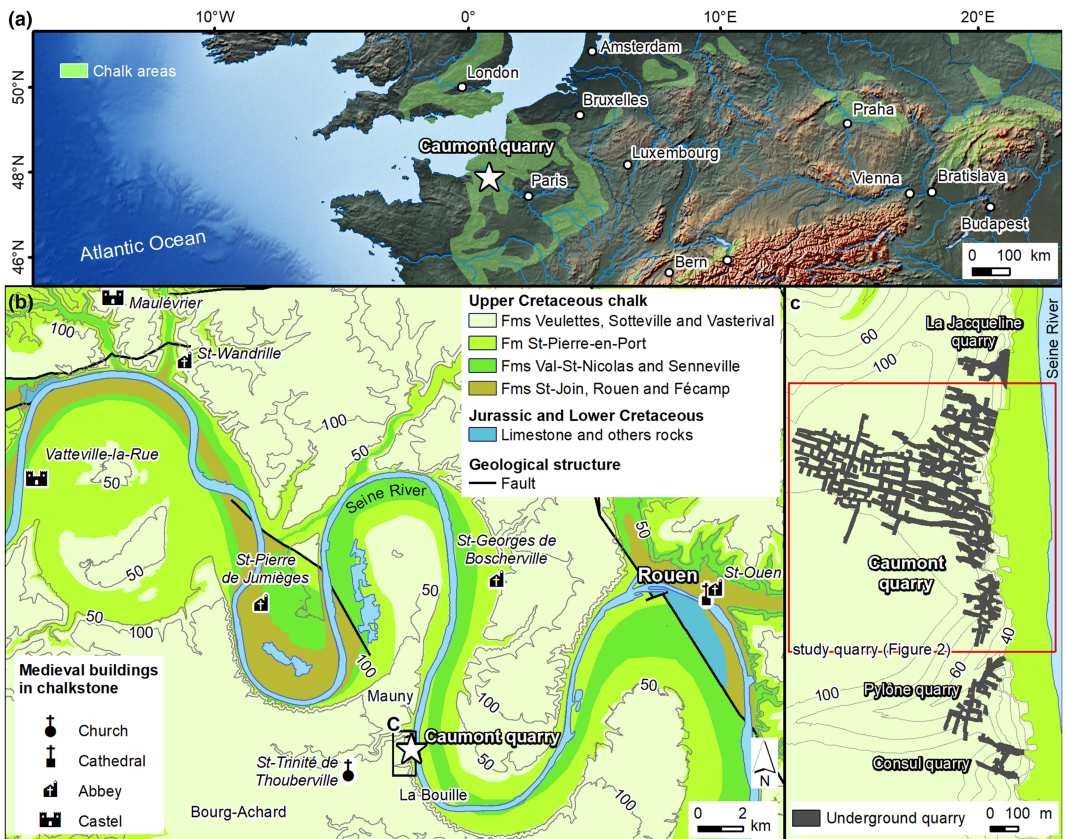 (a)
10°W
0°
10°E
20°E
50°N
48°N
46°N
Chalk areas
Amsterdam
London
Bruxelles
Praha
Caumont quarry
Luxembourg
Paris
Vienna
Bratislava
Budapest
Bern
Atlantic Ocean
0 100 km
(b)
Maulévrier
100
St-Wandrille
100
50
Vatteville-la-Rue
50
Seine River
St-Pierre
de Jumièges
St-Georges de
Boscherville
50
50
50
100
100
Rouen
St-Ouen
50
50
Mauny
100
C
Caumont quarry
50
St-Trinité de
Thouberville
La Bouille
Bourg-Achard
100
N
0 2
km
Upper Cretaceous chalk
Fms Veulettes, Sotteville and Vasterival
Fm St-Pierre-en-Port
Fms Val-St-Nicolas and Senneville
Fms St-Join, Rouen and Fécamp
Jurassic and Lower Cretaceous
Limestone and others rocks
Geological structure
Fault
Medieval buildings
in chalkstone
Church
Cathedral
Abbey
Castel
c
La Jacqueline
quarry
Seine River
60
100
Caumont
quarry
40
study quarry (Figure 2)
60
100
Pylône quarry
Consul quarry
Underground quarry
0 100 m